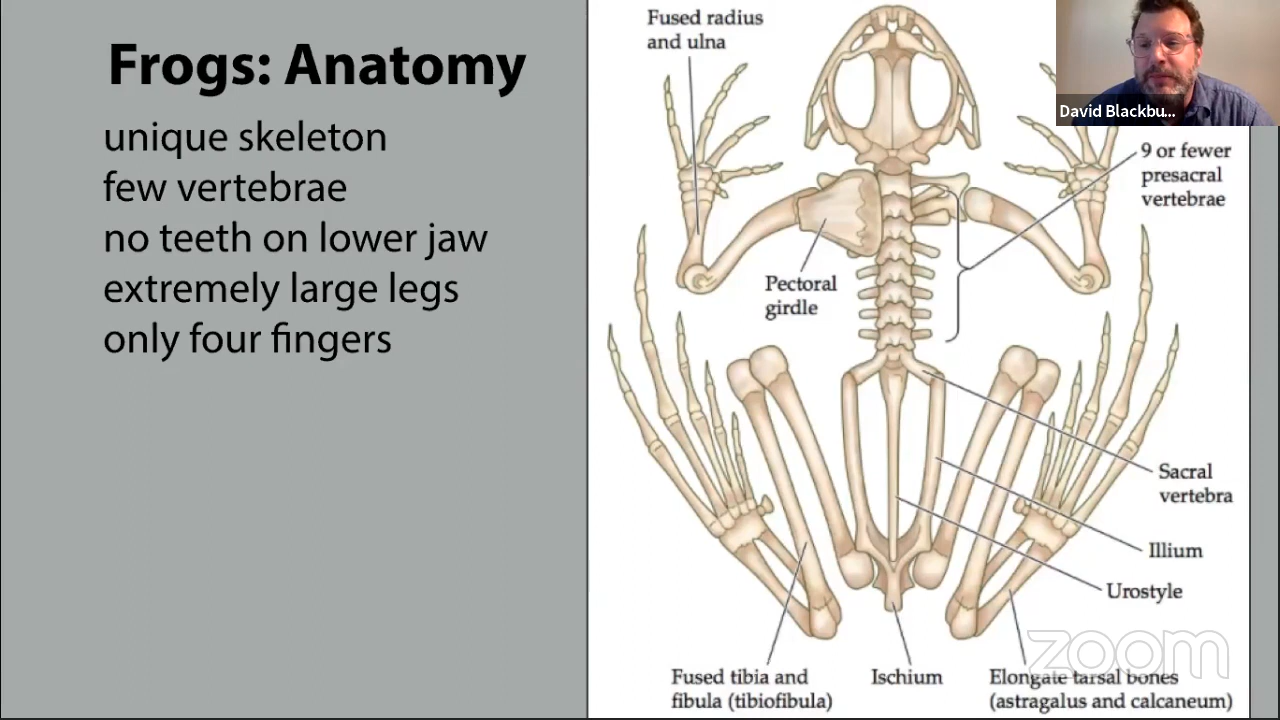 Frogs: Anatomy
unique skeleton
few vertebrae
no teeth on lower jaw
extremely large legs
only four fingers
Fused radius
and ulna
David Blackbu...
9 or fewer
presacral
vertebrae
Pectoral
girdle
Sacral
vertebra
Illium
Urostyle
Fused tibia and
fibula (tibiofibula)
Ischium
Elongate tarsal bones
(astragalus and calcaneum)
zoom